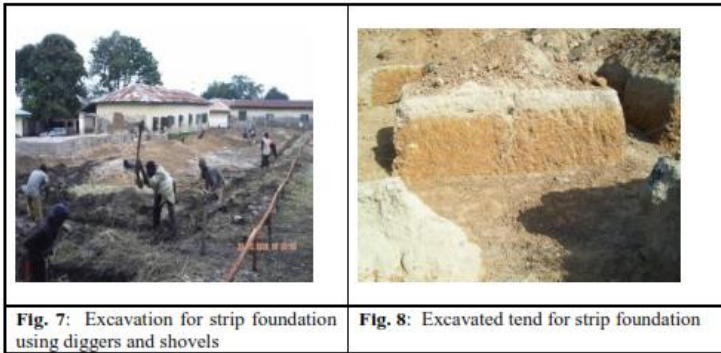 Fig. 7: Excavation for strip foundation
using diggers and shovels
Fig. 8: Excavated tend for strip foundation